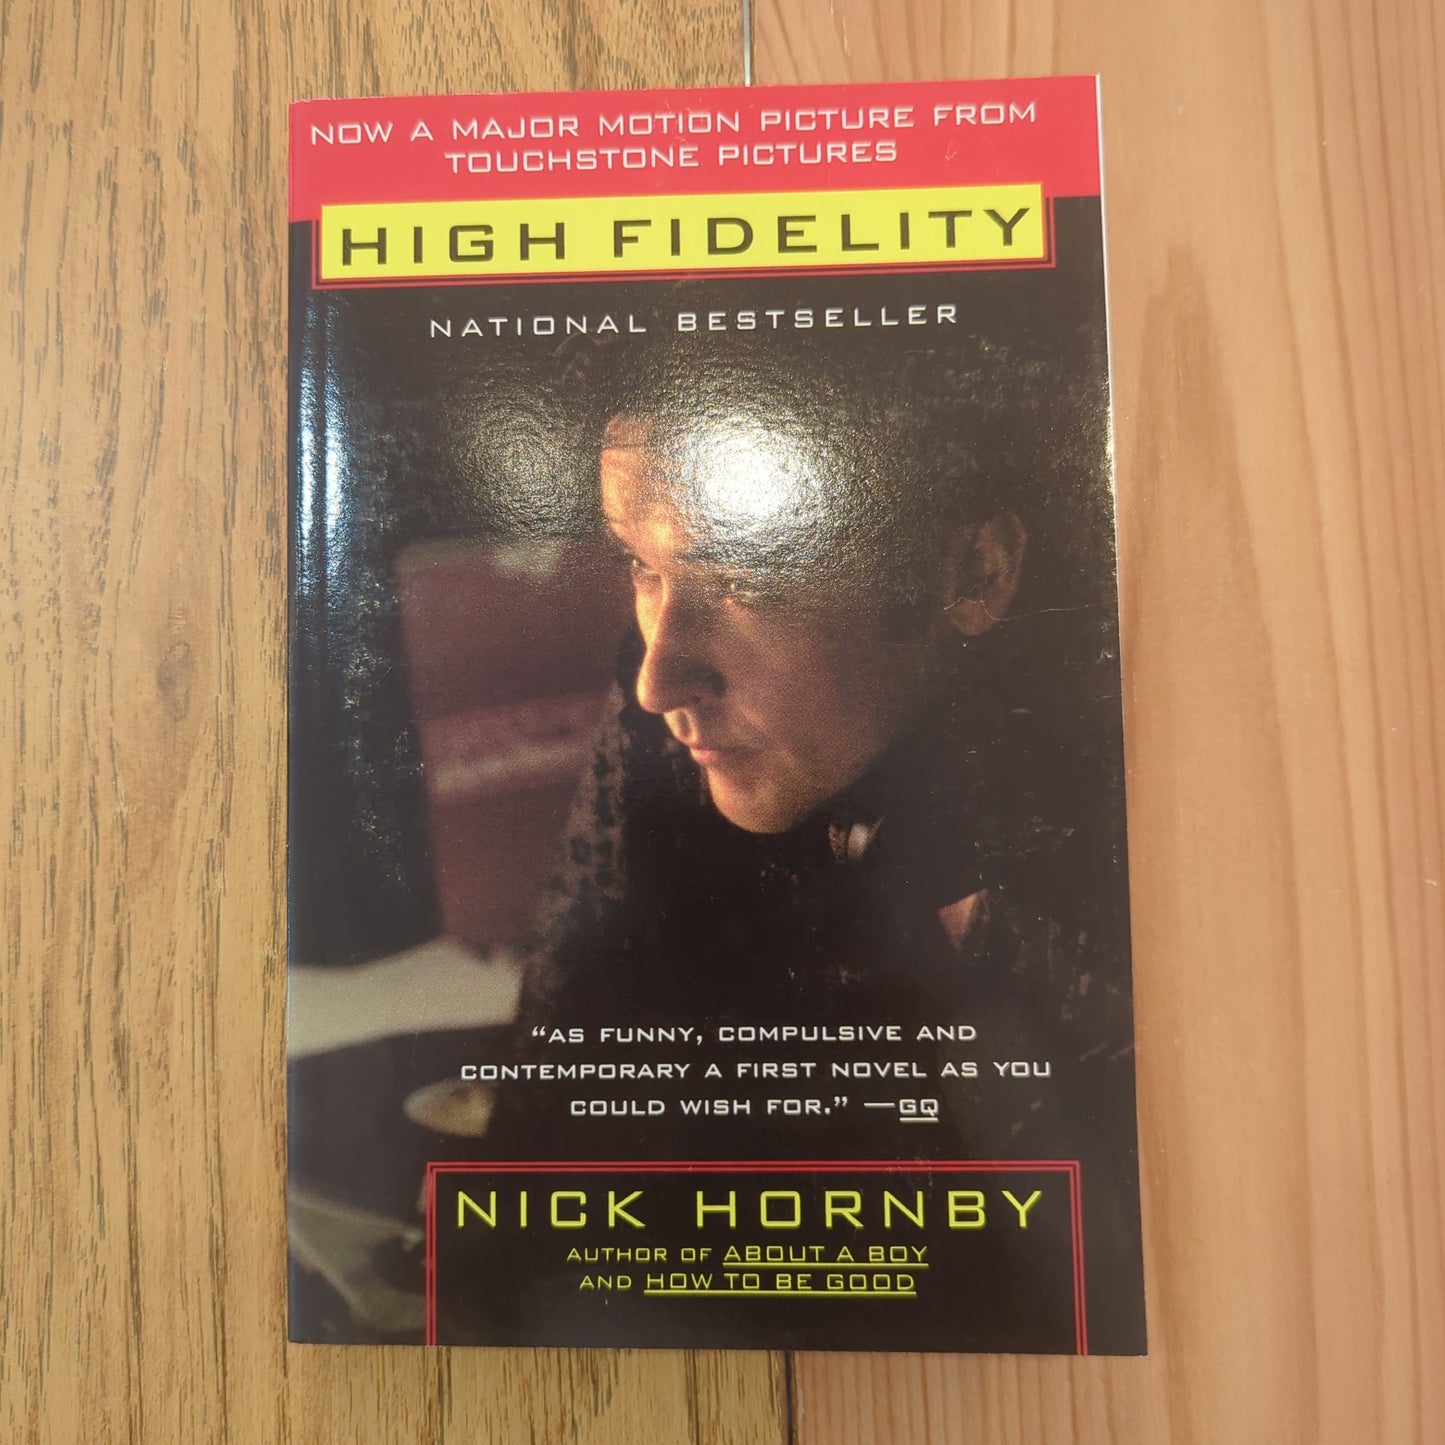 NOW A MAJOR MOTION PICTURE FROM
TOUCHSTONE PICTURES
HIGH FIDELITY
NATIONAL BESTSELLER
“AS FUNNY, COMPULSIVE AND
CONTEMPORARY A FIRST NOVEL AS YOU
COULD WISH FOR.” —GQ
NICK HORNBY
AUTHOR OF ABOUT A BOY
AND HOW TO BE GOOD